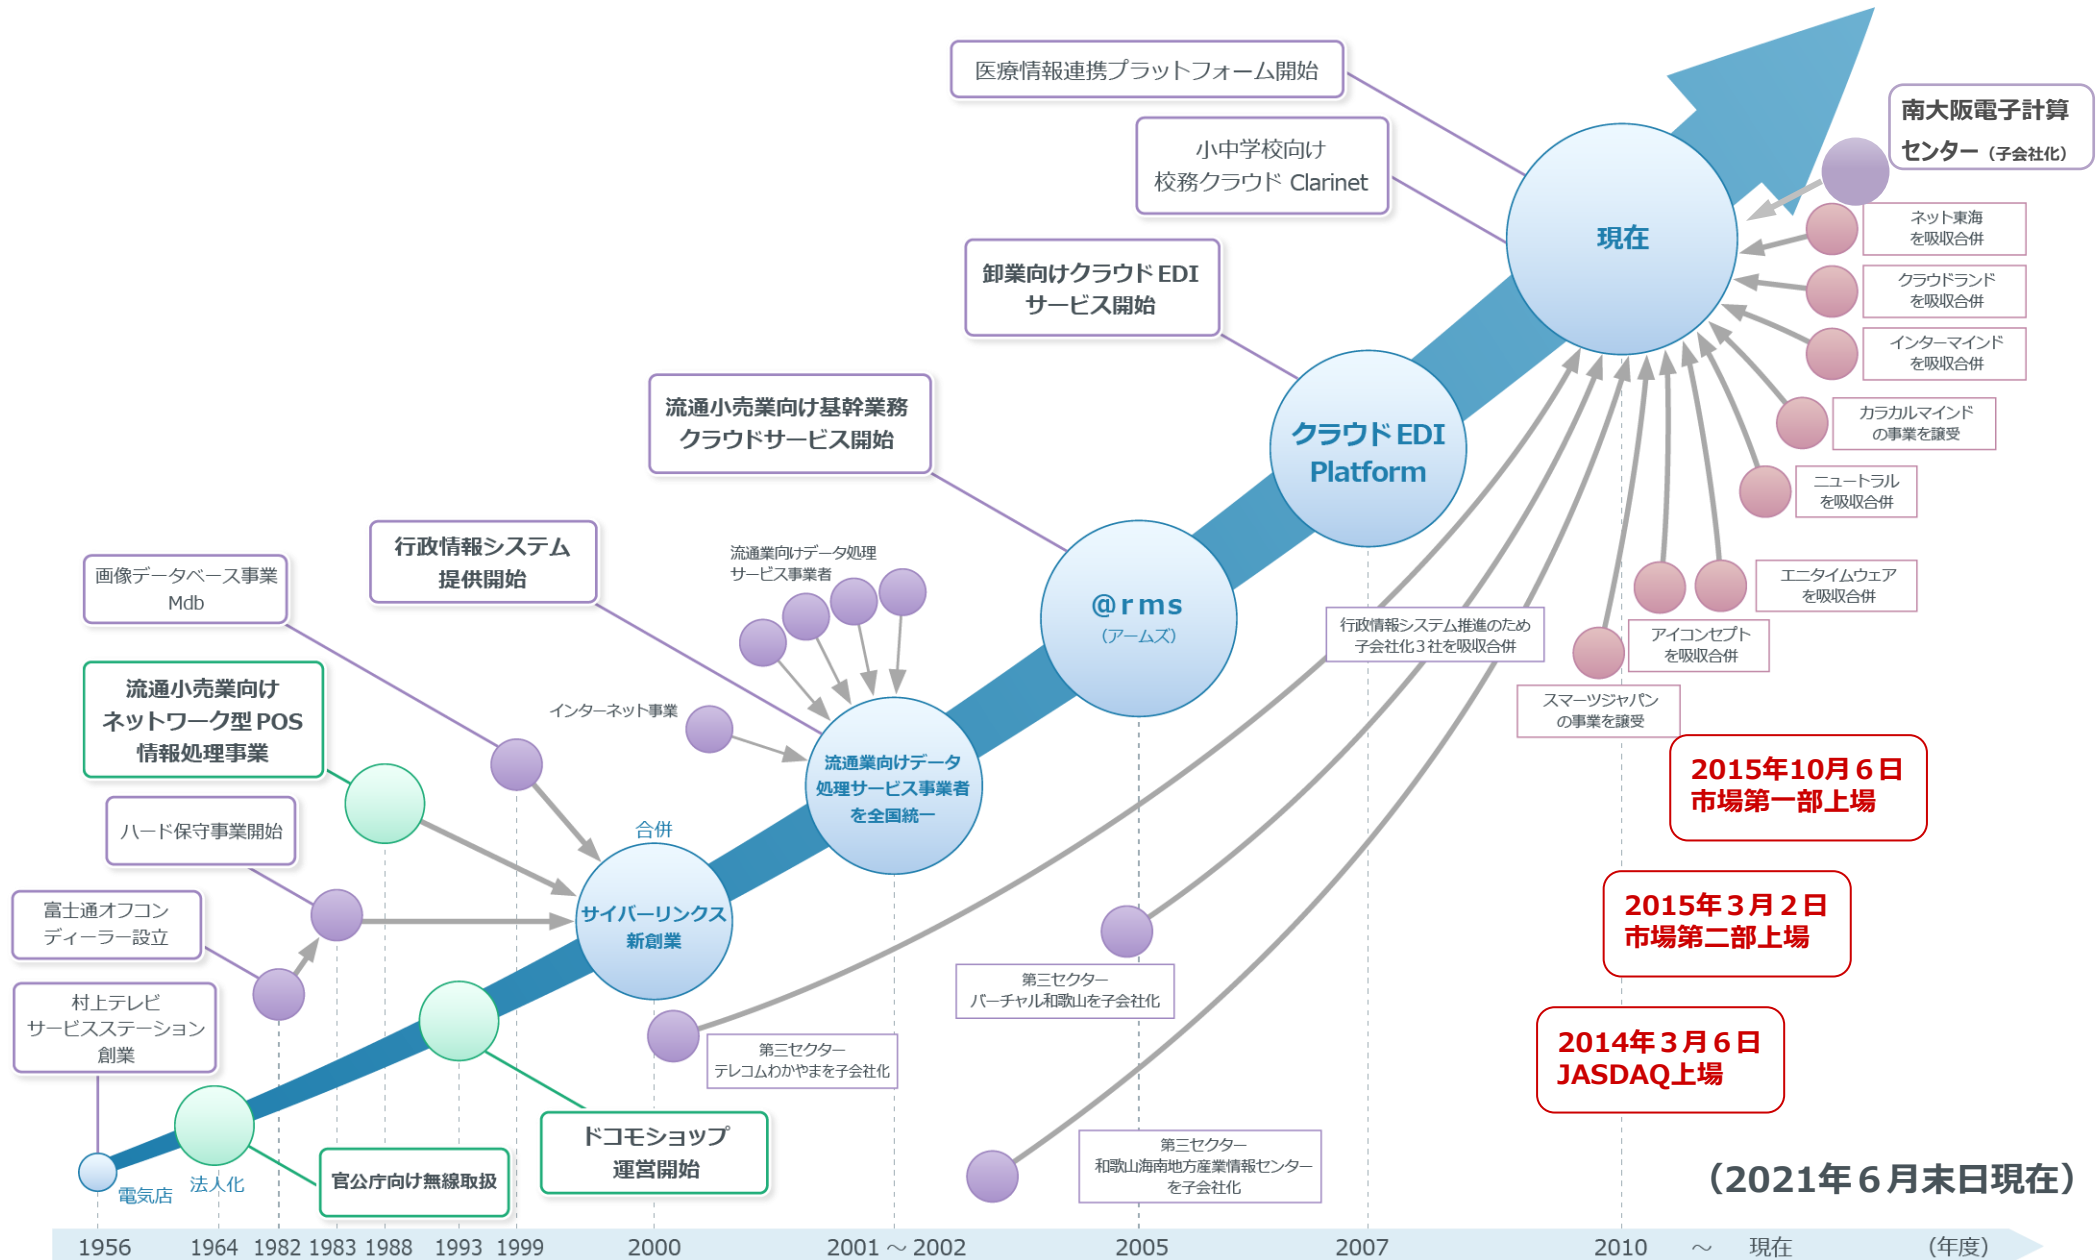 医療情報連携プラットフォーム開始
小中学校向け
校務クラウド Clarinet
卸業向けクラウド EDI
サービス開始
流通小売業向け基幹業務
クラウドサービス開始
行政情報システム
提供開始
画像データベース事業
Mdb
流通小売業向け
ネットワーク型 POS
情報処理事業
ハード保守事業開始
富士通オフコン
ディーラー設立
村上テレビ
サービスステーション
創業
電気店
法人化
官公庁向け無線取扱
ドコモショップ
運営開始
合併
サイバーリンクス
新創業
インターネット事業
流通業向けデータ処理
サービス事業者
流通業向けデータ
処理サービス事業者
を全国統一
@rms
（アームズ）
クラウド EDI
Platform
現在
南大阪電子計算
センター（子会社化）
ネット東海
を吸収合併
クラウドランド
を吸収合併
インターマインド
を吸収合併
カラカルマインド
の事業を譲受
ニュートラル
を吸収合併
エニタイムウェア
を吸収合併
アイコンセプト
を吸収合併
スマーツジャパン
の事業を譲受
行政情報システム推進のため
子会社化３社を吸収合併
第三セクター
テレコムわかやまを子会社化
第三セクター
バーチャル和歌山を子会社化
第三セクター
和歌山海南地方産業情報センター
を子会社化
2015年10月６日
市場第一部上場
2015年３月２日
市場第二部上場
2014年３月６日
JASDAQ上場
（2021年６月末日現在）
1956 1964 1982 1983 1988 1993 1999 2000 2001 ～ 2002 2005 2007 2010 ～ 現在 （年度）